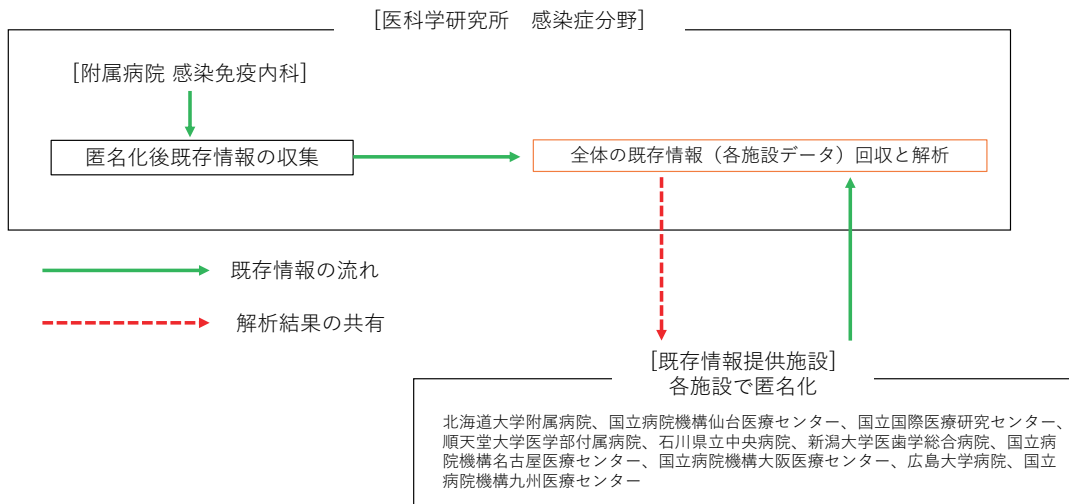 [医科学研究所　感染症分野]
[附属病院 感染免疫内科]
匿名化後既存情報の収集
全体の既存情報（各施設データ）回収と解析
既存情報の流れ
解析結果の共有
[既存情報提供施設]
各施設で匿名化
北海道大学附属病院、国立病院機構仙台医療センター、国立国際医療研究センター、
順天堂大学医学部付属病院、石川県立中央病院、新潟大学医歯学総合病院、国立病
院機構名古屋医療センター、国立病院機構大阪医療センター、広島大学病院、国立
病院機構九州医療センター